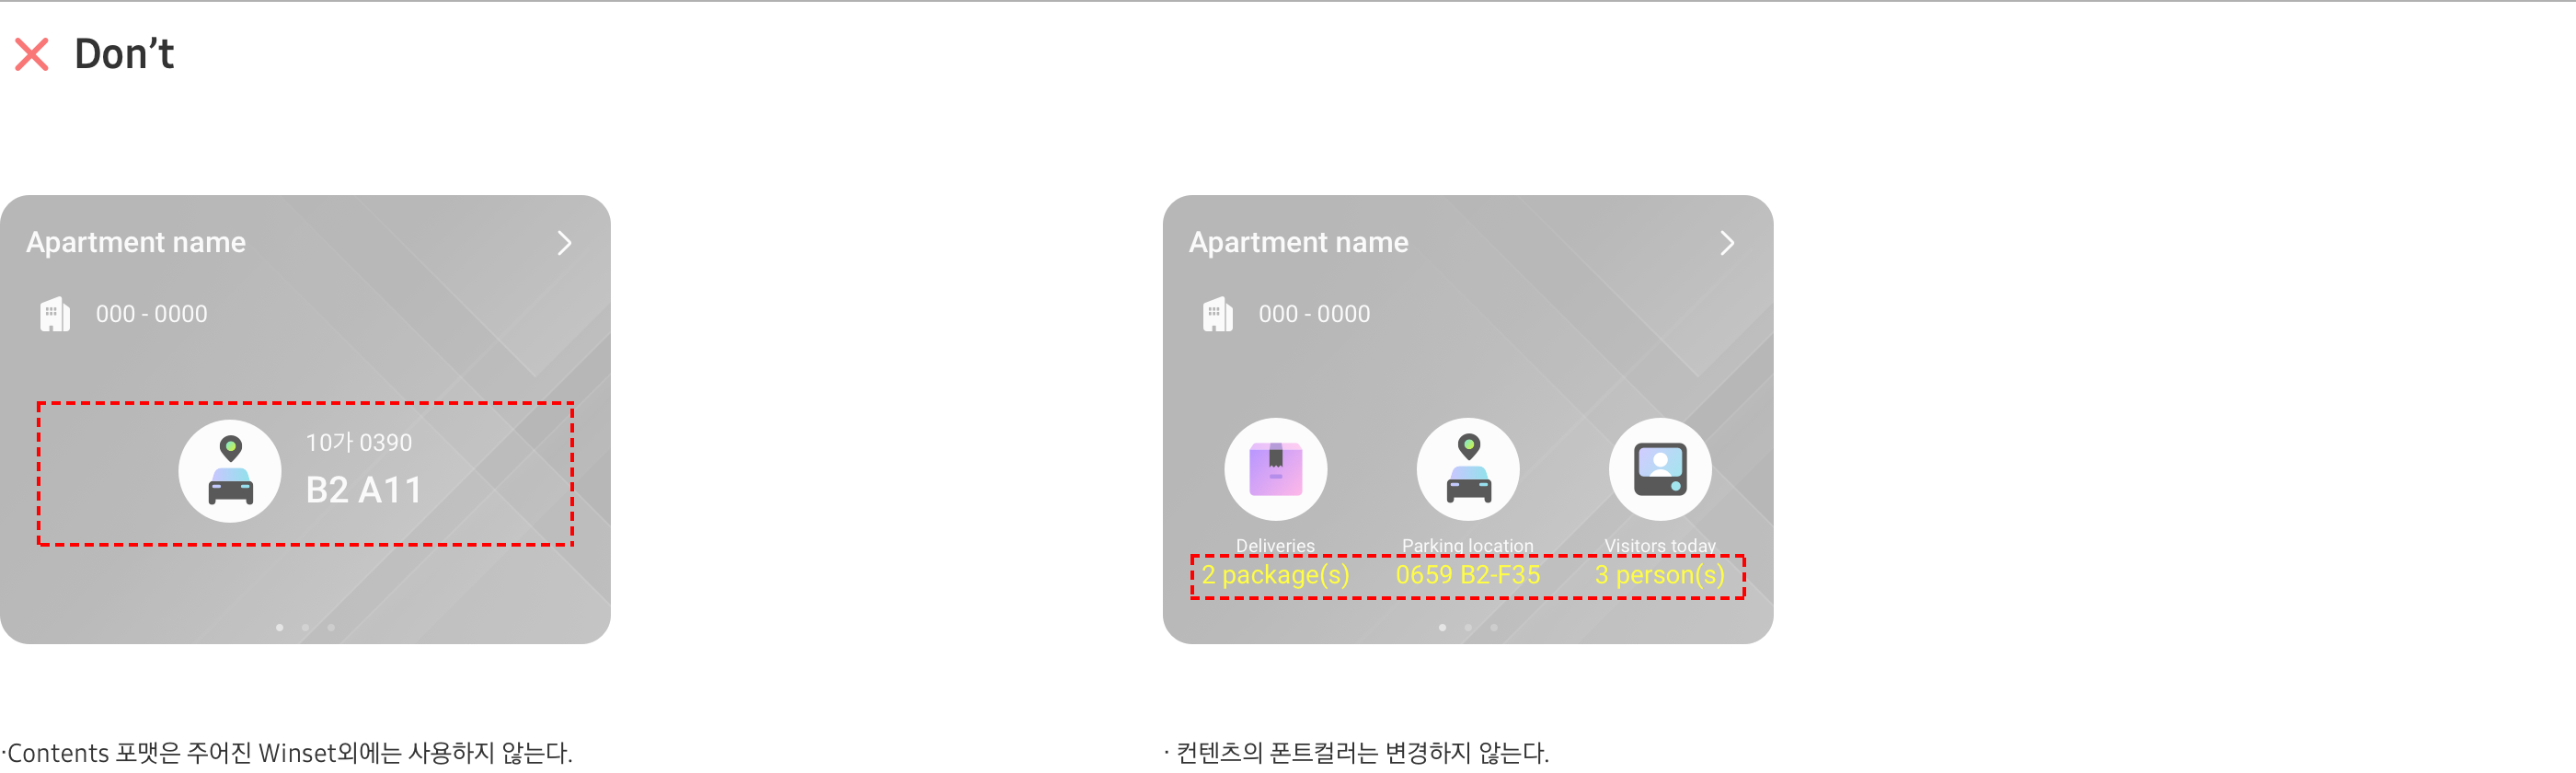 Don’t
Apartment name
000 - 0000
10가 0390
B2 A11
·Contents 포맷은 주어진 Winset외에는 사용하지 않는다.
Apartment name
000 - 0000
Deliveries
2 package(s)
Parking location
0659 B2-F35
Visitors today
3 person(s)
· 컨텐츠의 폰트컬러는 변경하지 않는다.